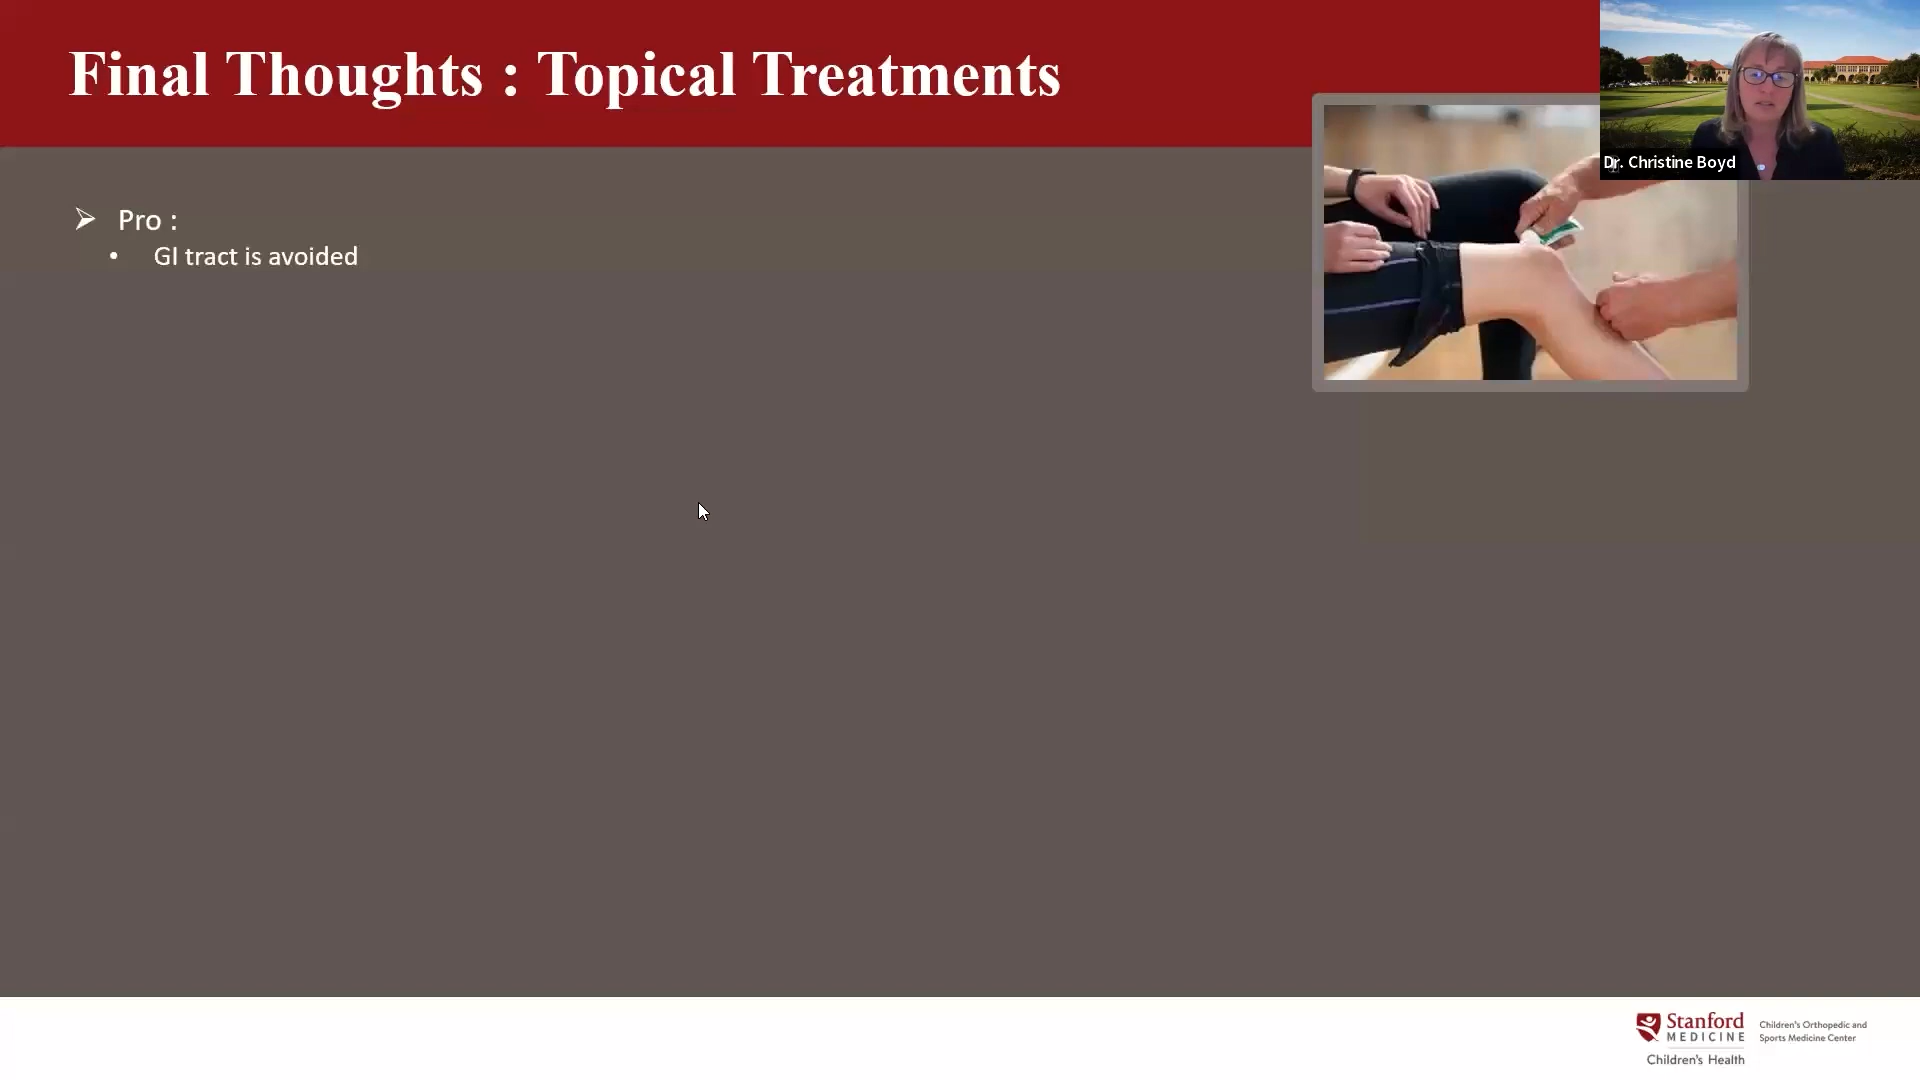 Final Thoughts : Topical Treatments
Dr. Christine Boyd
➢ Pro :
• GI tract is avoided
Stanford
MEDICINE
Children's Health
Children's Orthopedic and
Sports Medicine Center